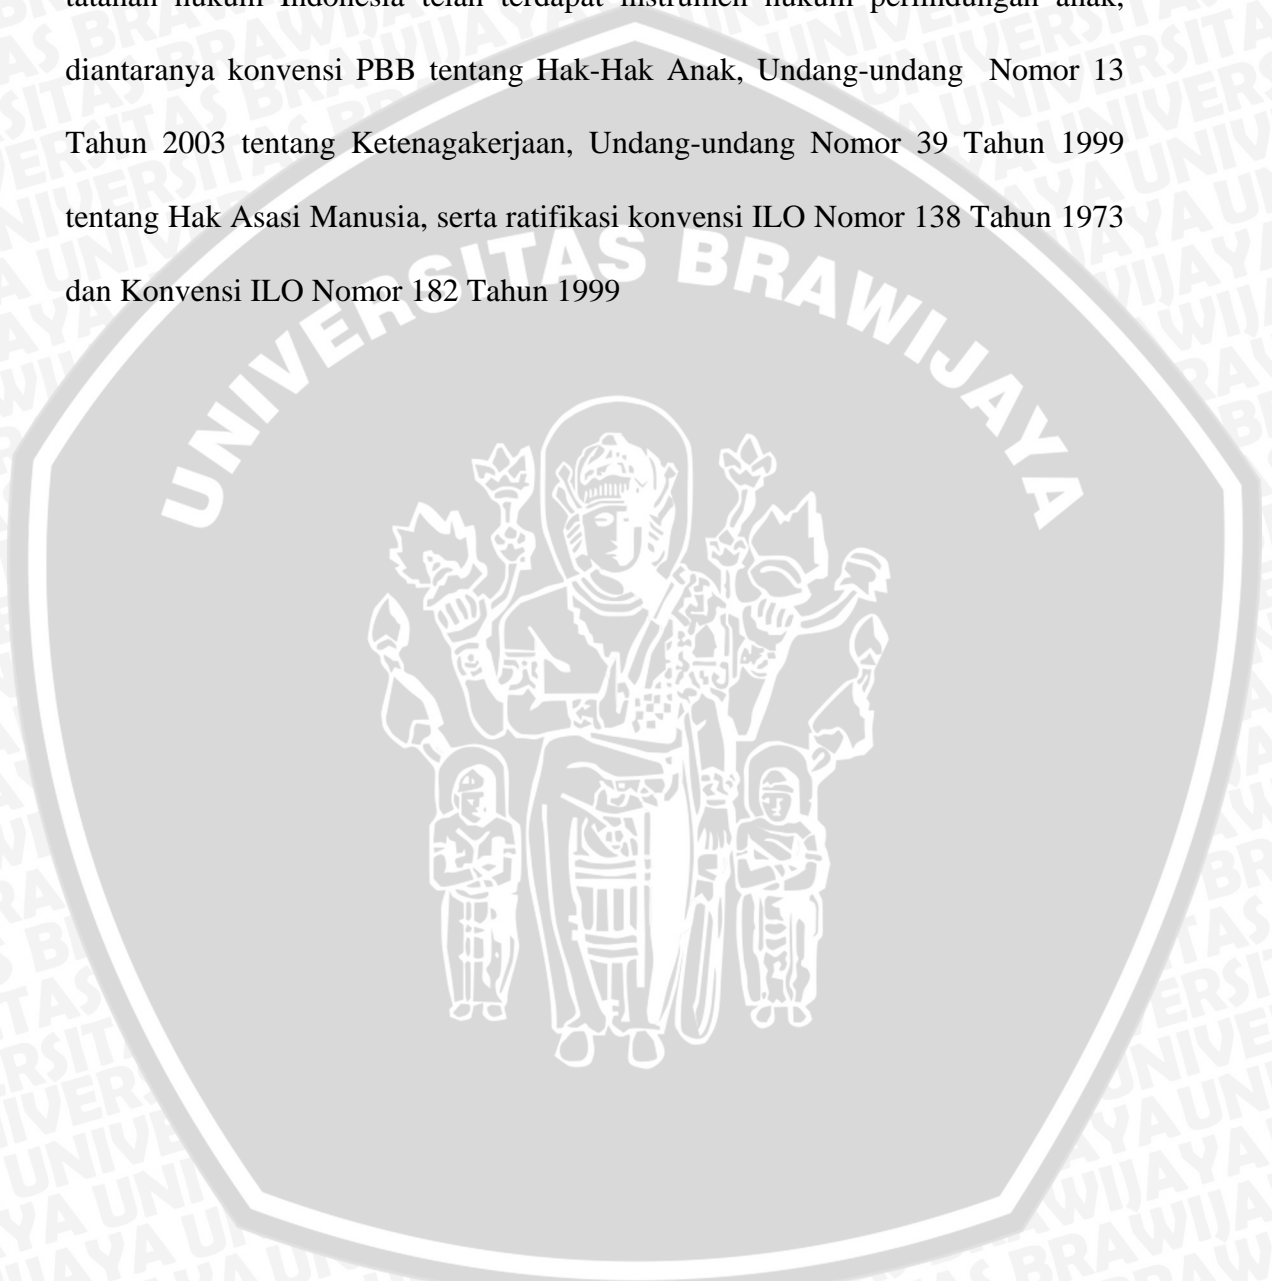 tatanan hukum Indonesia telah terdapat instrumen hukum perlindungan anak,
diantaranya konvensi PBB tentang Hak-Hak Anak, Undang-undang Nomor 13
Tahun 2003 tentang Ketenagakerjaan, Undang-undang Nomor 39 Tahun 1999
tentang Hak Asasi Manusia, serta ratifikasi konvensi ILO Nomor 138 Tahun 1973
dan Konvensi ILO Nomor 182 Tahun 1999
UNIVERSITAS BRAWIJAYA